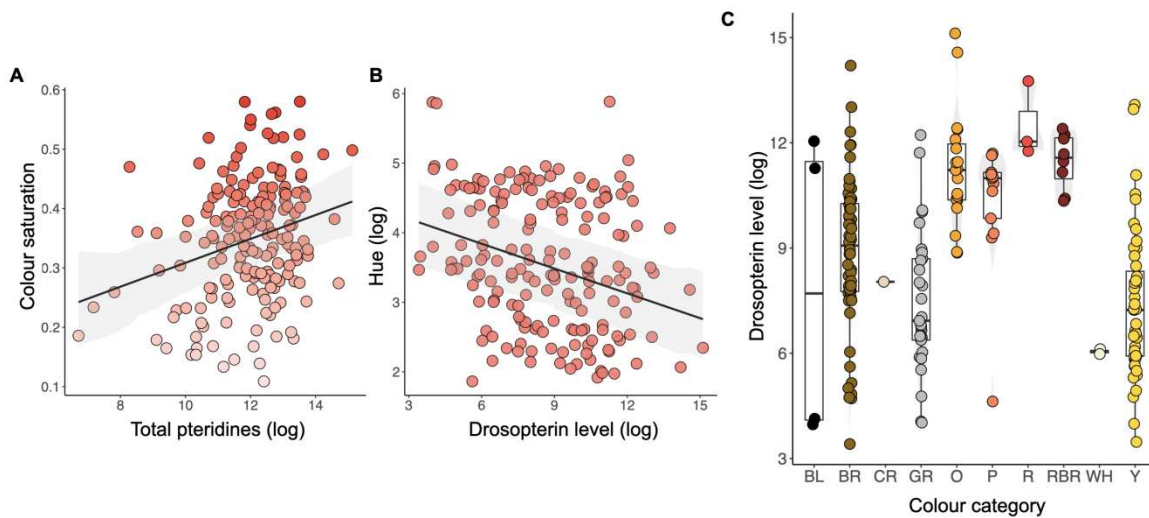 A
Colour saturation
0.6
0.5
0.4
0.3
0.2
0.1
8 10 12 14
Total pteridines (log)
B
Hue (log)
6
5
4
3
2
3 6 9 12 15
Drosopterin level (log)
C
Drosopterin level (log)
15
12
9
6
3
BL BR CR GR O P R RBR WH Y
Colour category